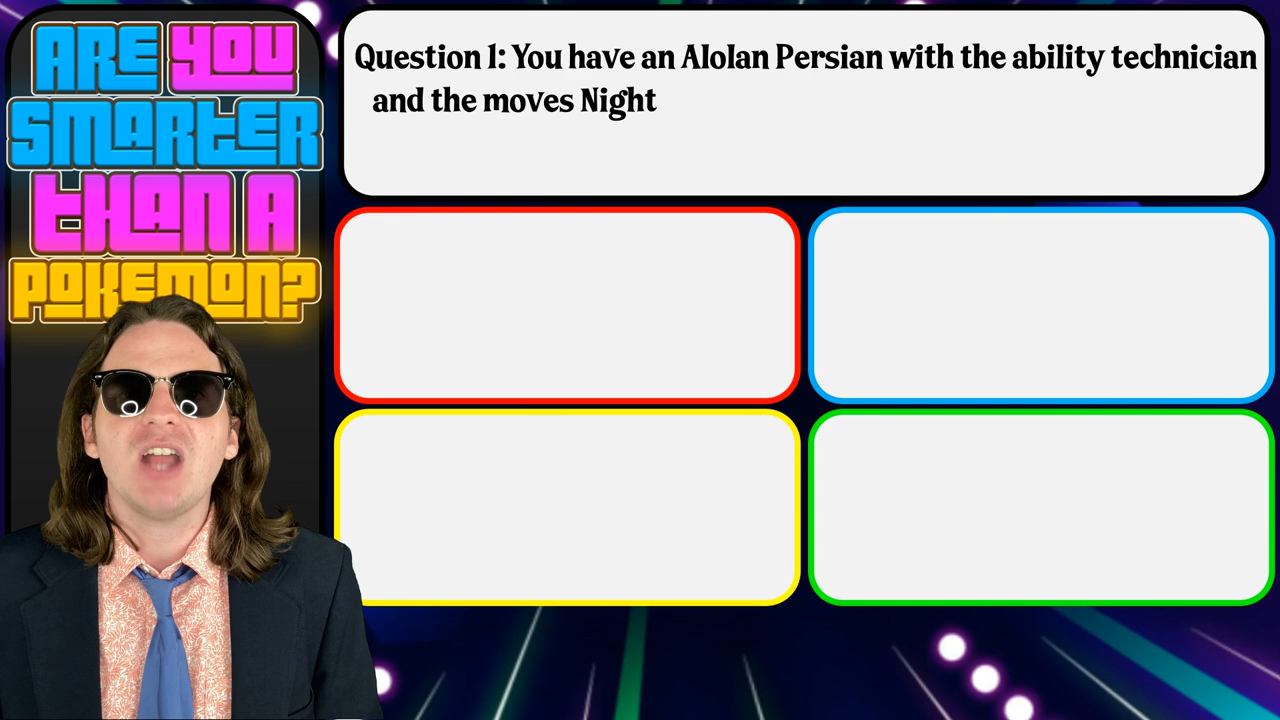 ARE YOU
SMARTER
THAN A
POKEMON?
Question 1: You have an Alolan Persian with the ability technician
and the moves Night